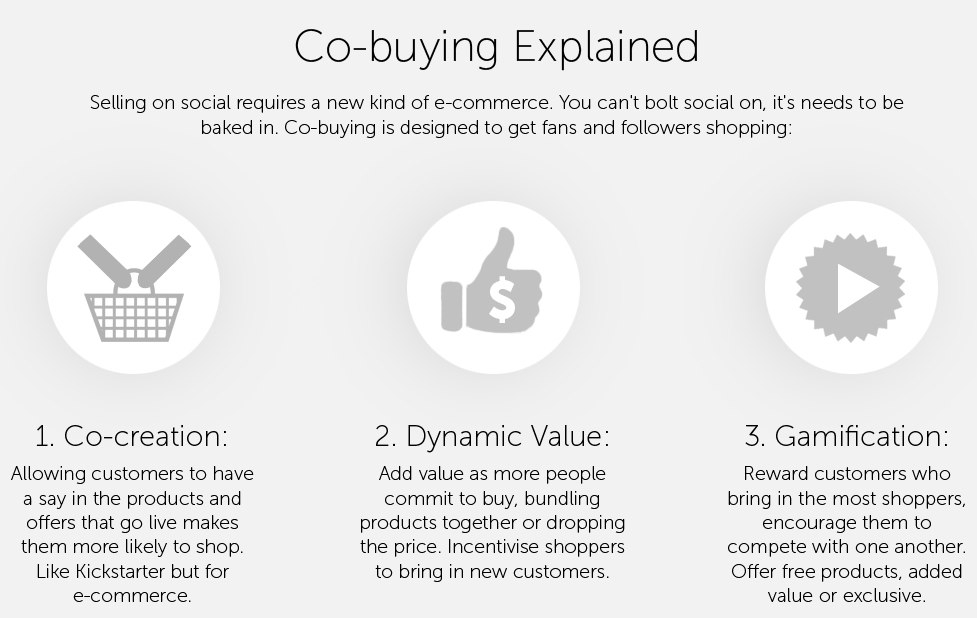 Co-buying Explained
Selling on social requires a new kind of e-commerce. You can't bolt social on, it's needs to be
baked in. Co-buying is designed to get fans and followers shopping:
$
1. Co-creation:
Allowing customers to have
a say in the products and
offers that go live makes
them more likely to shop.
Like Kickstarter but for
e-commerce.
2. Dynamic Value:
Add value as more people
commit to buy, bundling
products together or dropping
the price. Incentivise shoppers
to bring in new customers.
3. Gamification:
Reward customers who
bring in the most shoppers,
encourage them to
compete with one another.
Offer free products, added
value or exclusive.